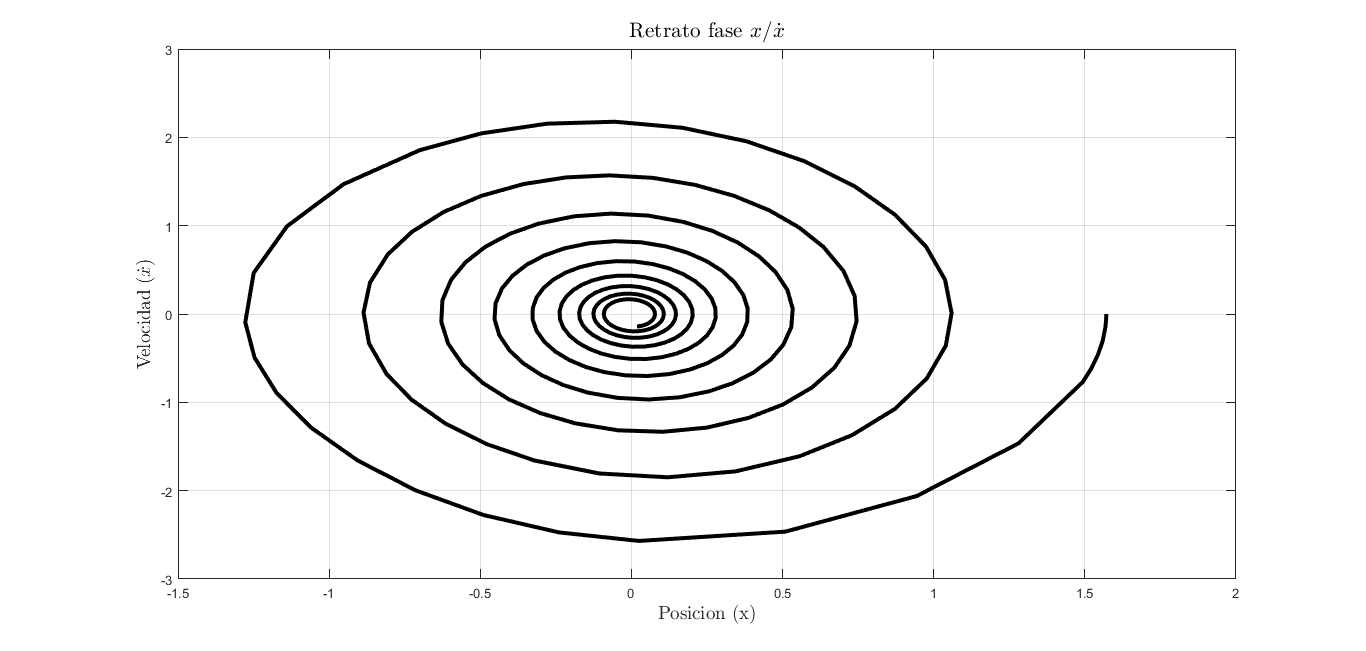 Retrato fase x/ẋ
3
2
1
0
-1
-2
-3
Velocidad (ẋ)
-1.5 -1 -0.5 0 0.5 1 1.5 2
Posicion (x)